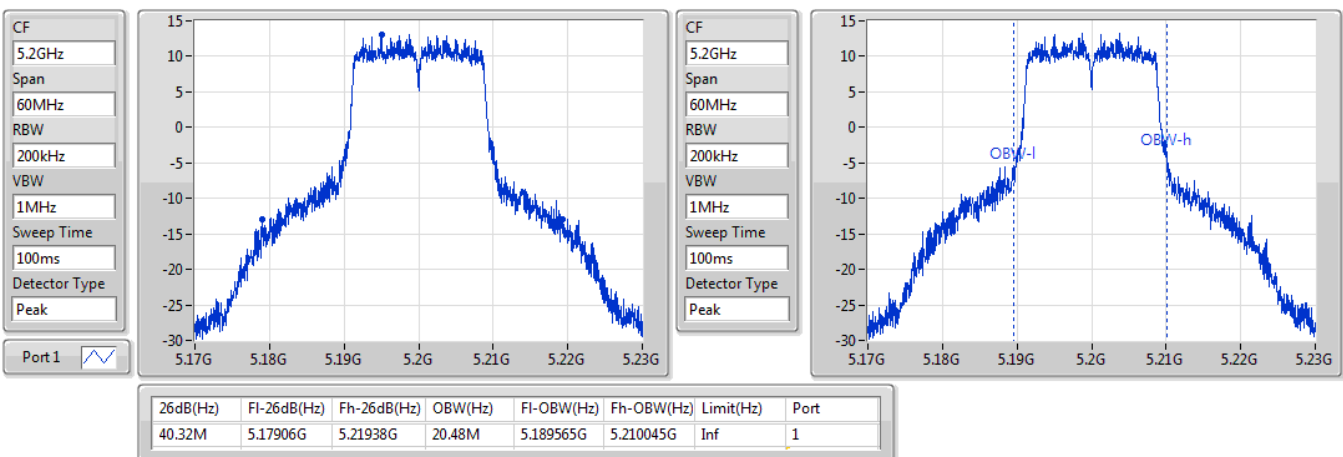 CF
5.2GHz
Span
60MHz
RBW
200kHz
VBW
1MHz
Sweep Time
100ms
Detector Type
Peak
Port 1
15
10
5
0
-5
-10
-15
-20
-25
-30
5.17G 5.18G 5.19G 5.2G 5.21G 5.22G 5.23G
CF
5.2GHz
Span
60MHz
RBW
200kHz
VBW
1MHz
Sweep Time
100ms
Detector Type
Peak
15
10
5
0
-5
-10
-15
-20
-25
-30
OBW-l
OBW-h
5.17G 5.18G 5.19G 5.2G 5.21G 5.22G 5.23G
26dB(Hz) Fl-26dB(Hz) Fh-26dB(Hz) OBW(Hz) Fl-OBW(Hz) Fh-OBW(Hz) Limit(Hz) Port
40.32M 5.17906G 5.21938G 20.48M 5.189565G 5.210045G Inf 1